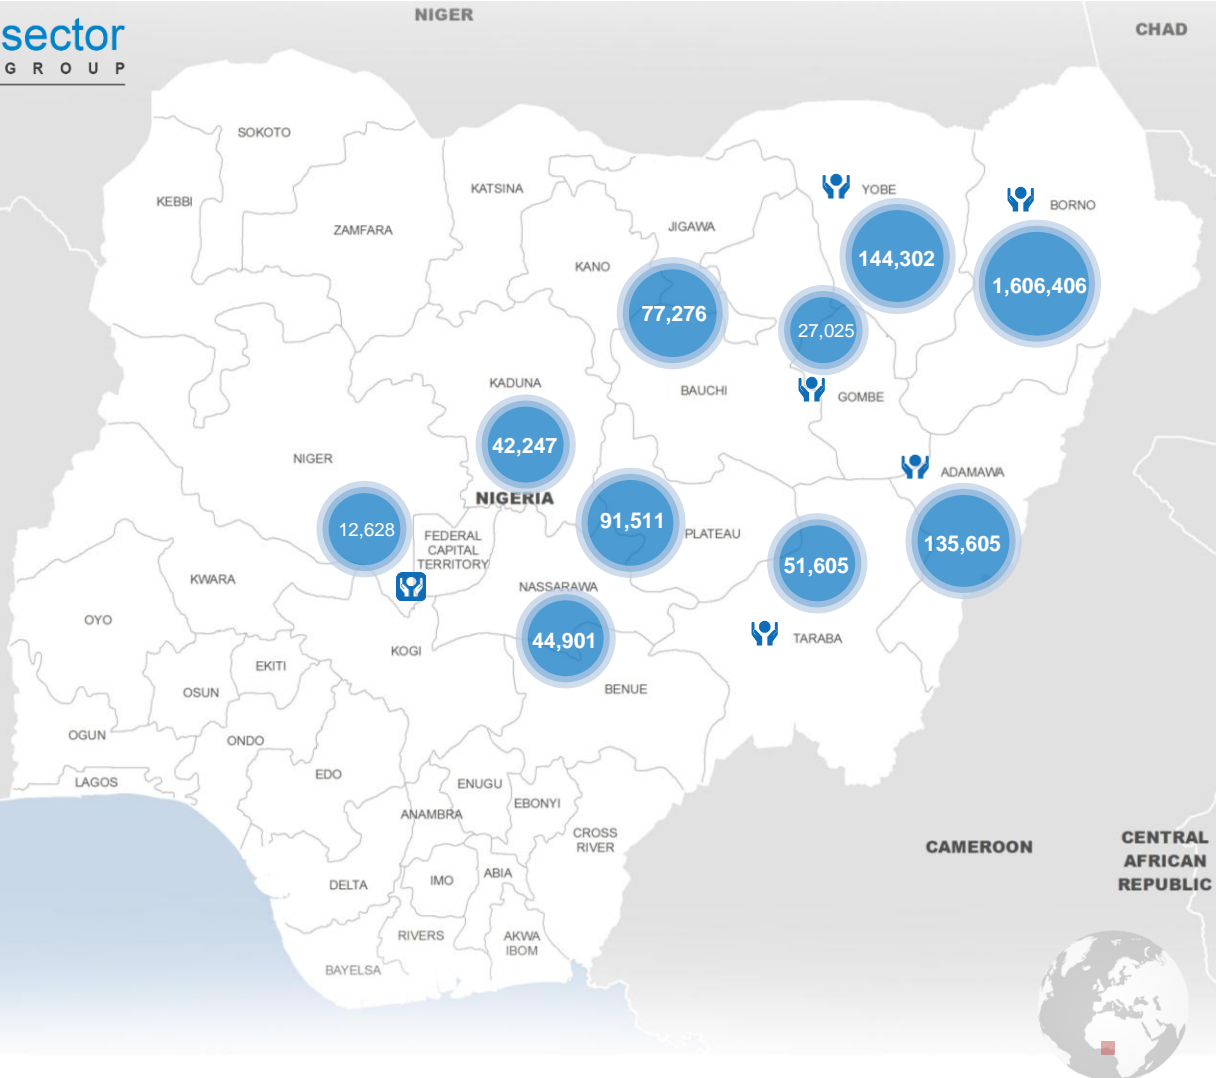 NIGER
sector
CHAD
G R O U P
SOKOTO
KATSINA
YOBE
KEBBI
BORNO
JIGAWA
ZAMFARA
144,302
KANO
1,606,406
77,276
27,025
KADUNA
BAUCHI
GOMBE
42,247
NIGER
ADAMAWA
NIGERIA
91,511
12,628
PLATEAU
FEDERAL
CAPITAL
TERRITORY
135,605
51,605
KWARA
NASSARAWA
OYO
44,901
TARABA
KOGI
EKITI
OSUN
BENUE
OGUN
ONDO
EDO
LAGOS
ENUGU
EBONYI
ANAMBRA
CROSS
RIVER
CAMEROON
CENTRAL
AFRICAN
REPUBLIC
ABIA
IMO
DELTA
RIVERS
AKWA
IBOM
BAYELSA